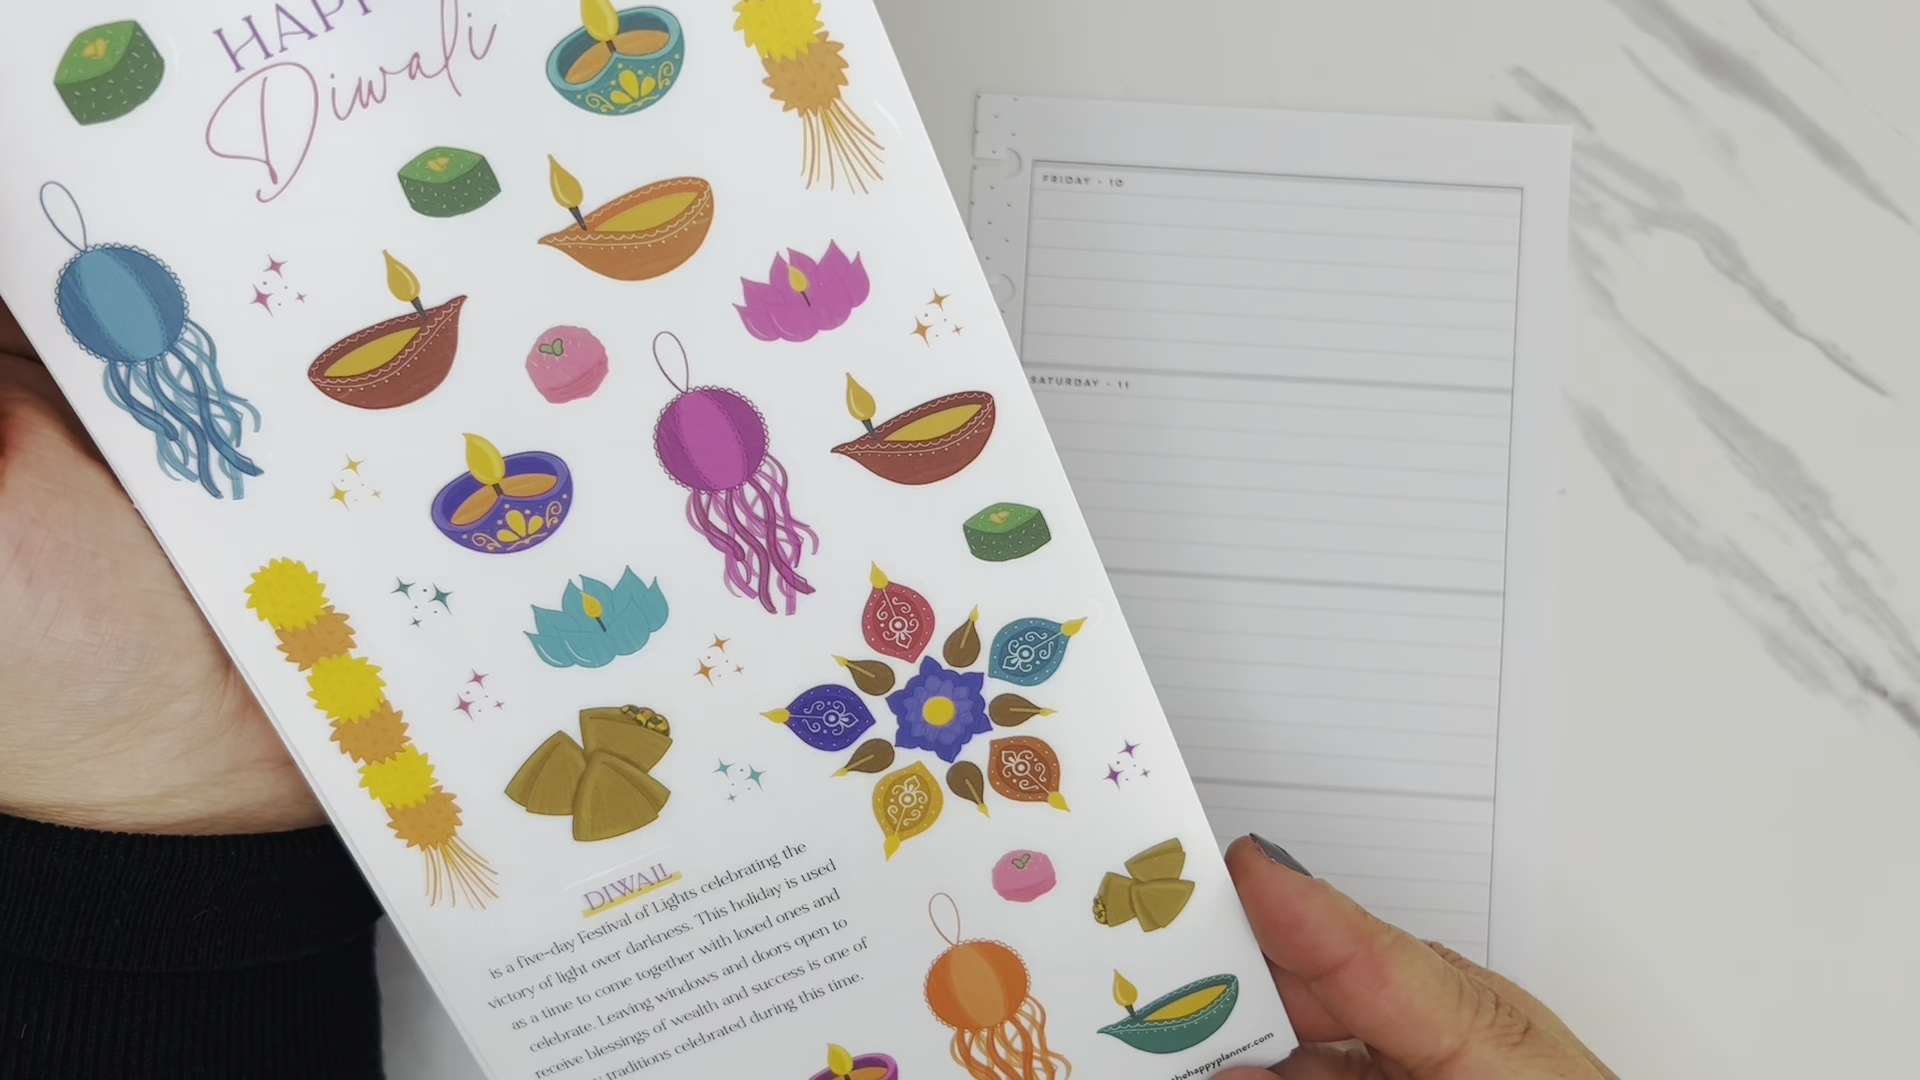 HAPP
Diwali
DIWALI
is a five-day Festival of Lights celebrating the
victory of light over darkness. This holiday is used
as a time to come together with loved ones and
celebrate. Leaving windows and doors open to
receive blessings of wealth and success is one of
traditions celebrated during this time.
thehappyplanner.com
FRIDAY • 10
SATURDAY • 11